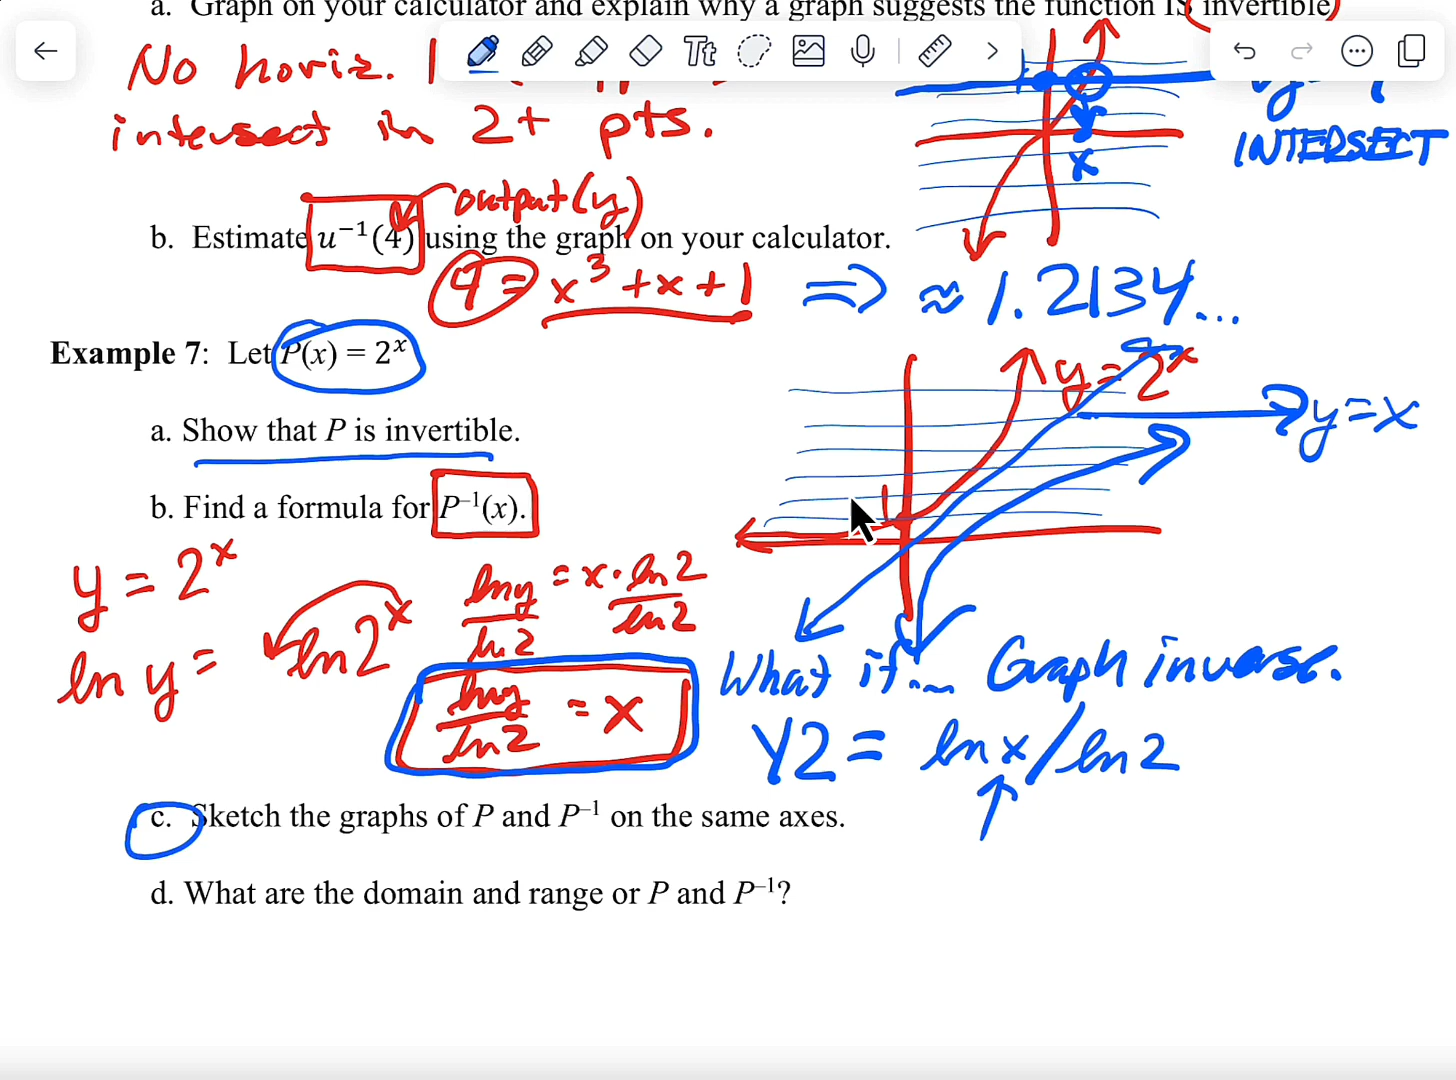 a. Graph on your calculator and explain why a graph suggests the function IS invertible
No horiz.
intersect in 2+ pts.
INTERSECT
x
output (y)
b. Estimate u⁻¹(4) using the graph on your calculator.
4 = x³ + x + 1 ⇒ ≈ 1.2134...
Example 7: Let P(x) = 2ˣ
y = 2ˣ
y = x
a. Show that P is invertible.
b. Find a formula for P⁻¹(x).
1
y = 2ˣ
ln y = ln 2ˣ
ln y / ln 2 = x · ln 2 / ln 2
ln y / ln 2 = x
What if... Graph inverse.
Y2 = ln x / ln 2
c. Sketch the graphs of P and P⁻¹ on the same axes.
d. What are the domain and range or P and P⁻¹?